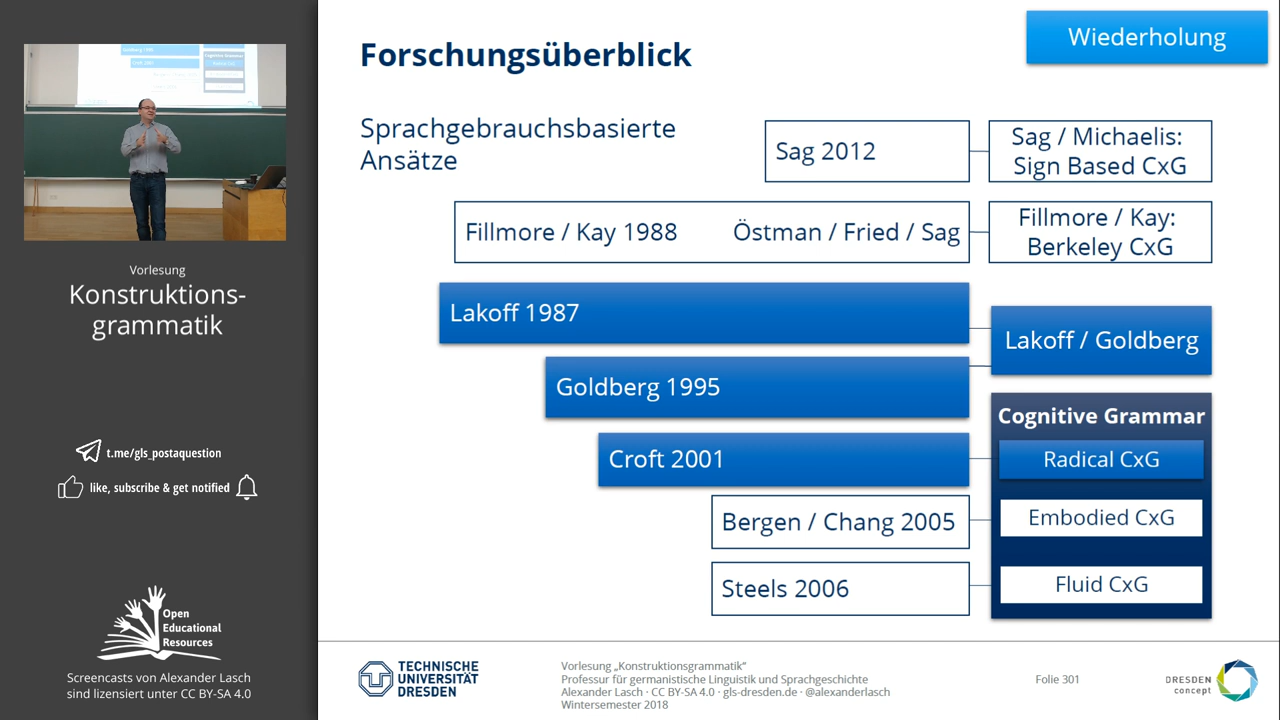 Vorlesung
Konstruktions-
grammatik
t.me/gls_postaquestion
like, subscribe & get notified
Open
Educational
Resources
Screencasts von Alexander Lasch
sind lizensiert unter CC BY-SA 4.0
Wiederholung
Forschungsüberblick
Sprachgebrauchsbasierte
Ansätze
Sag 2012
Sag / Michaelis:
Sign Based CxG
Fillmore / Kay 1988 Östman / Fried / Sag
Fillmore / Kay:
Berkeley CxG
Lakoff 1987
Lakoff / Goldberg
Goldberg 1995
Cognitive Grammar
Croft 2001
Radical CxG
Bergen / Chang 2005
Embodied CxG
Steels 2006
Fluid CxG
TECHNISCHE
UNIVERSITÄT
DRESDEN
Vorlesung „Konstruktionsgrammatik“
Professur für germanistische Linguistik und Sprachgeschichte
Alexander Lasch · CC BY-SA 4.0 · gls-dresden.de · @alexanderlasch
Wintersemester 2018
Folie 301
DRESDEN
concept